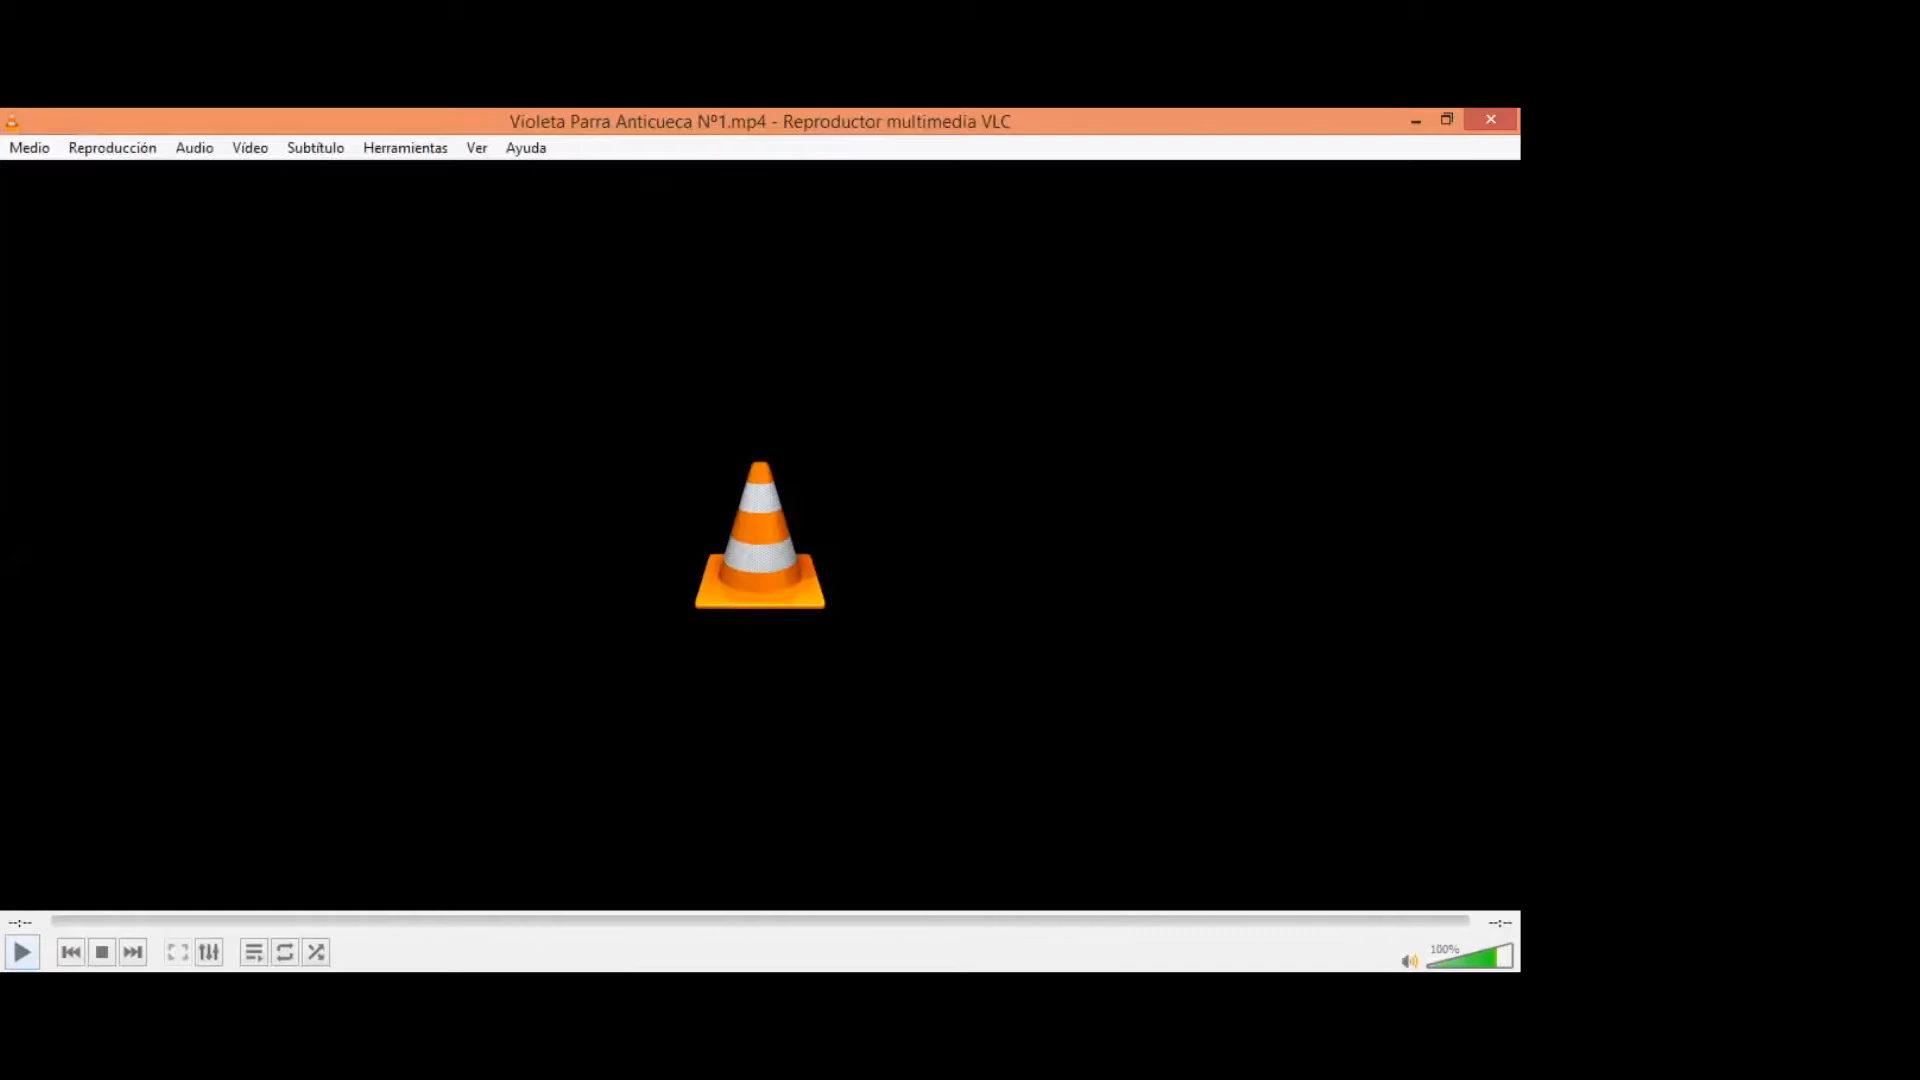 Violeta Parra Anticueca Nº1.mp4 - Reproductor multimedia VLC
Medio Reproducción Audio Vídeo Subtítulo Herramientas Ver Ayuda
--:-- --:--
100%